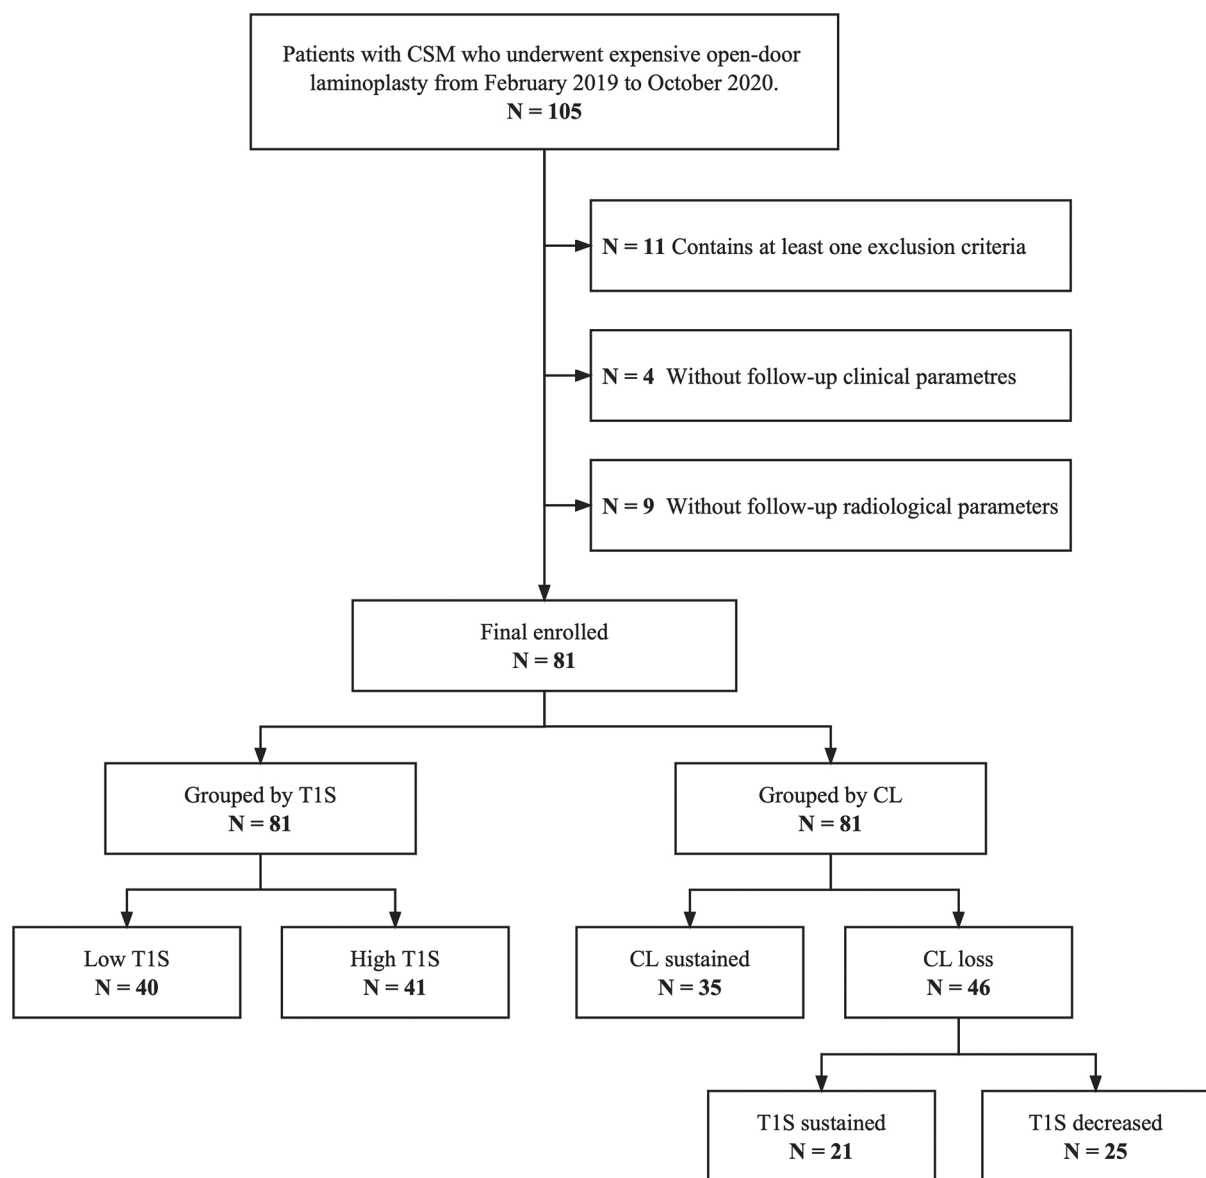 Patients with CSM who underwent expensive open-door
laminoplasty from February 2019 to October 2020.
N = 105
N = 11 Contains at least one exclusion criteria
N = 4 Without follow-up clinical parametres
N = 9 Without follow-up radiological parameters
Final enrolled
N = 81
Grouped by T1S
N = 81
Grouped by CL
N = 81
Low T1S
N = 40
High T1S
N = 41
CL sustained
N = 35
CL loss
N = 46
T1S sustained
N = 21
T1S decreased
N = 25